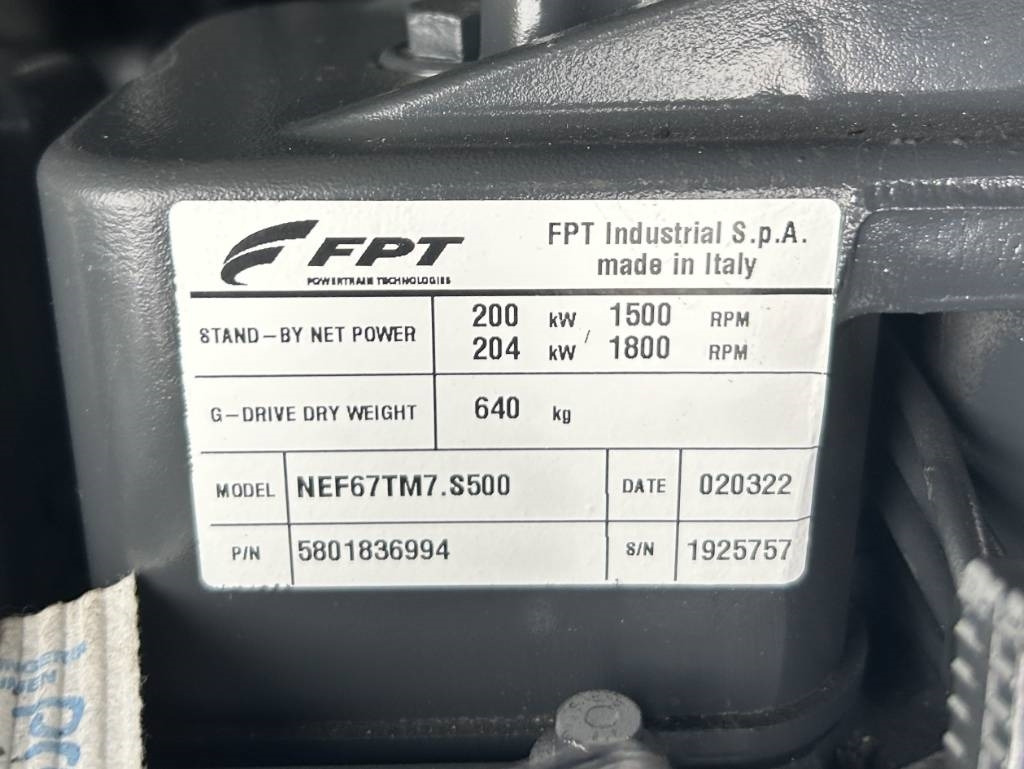 FPT
POWERTRAIN TECHNOLOGIES
FPT Industrial S.p.A.
made in Italy
STAND-BY NET POWER
200 kW / 1500 RPM
204 kW 1800 RPM
G-DRIVE DRY WEIGHT 640 kg
MODEL NEF67TM7.S500 DATE 020322
P/N 5801836994 S/N 1925757